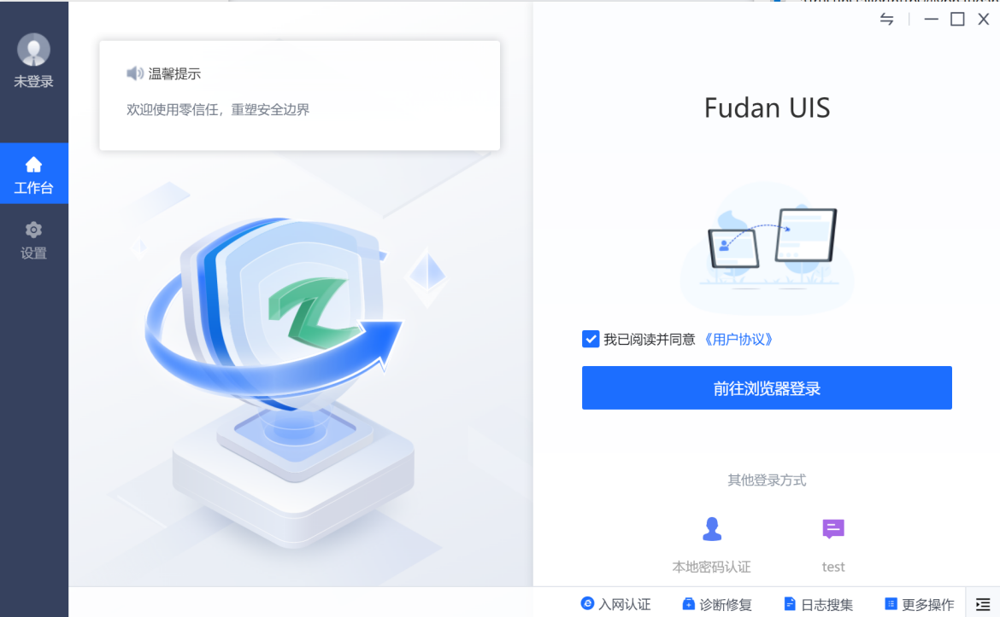 未登录
工作台
设置
温馨提示
欢迎使用零信任，重塑安全边界
Fudan UIS
我已阅读并同意 《用户协议》
前往浏览器登录
其他登录方式
本地密码认证
test
入网认证
诊断修复
日志搜集
更多操作